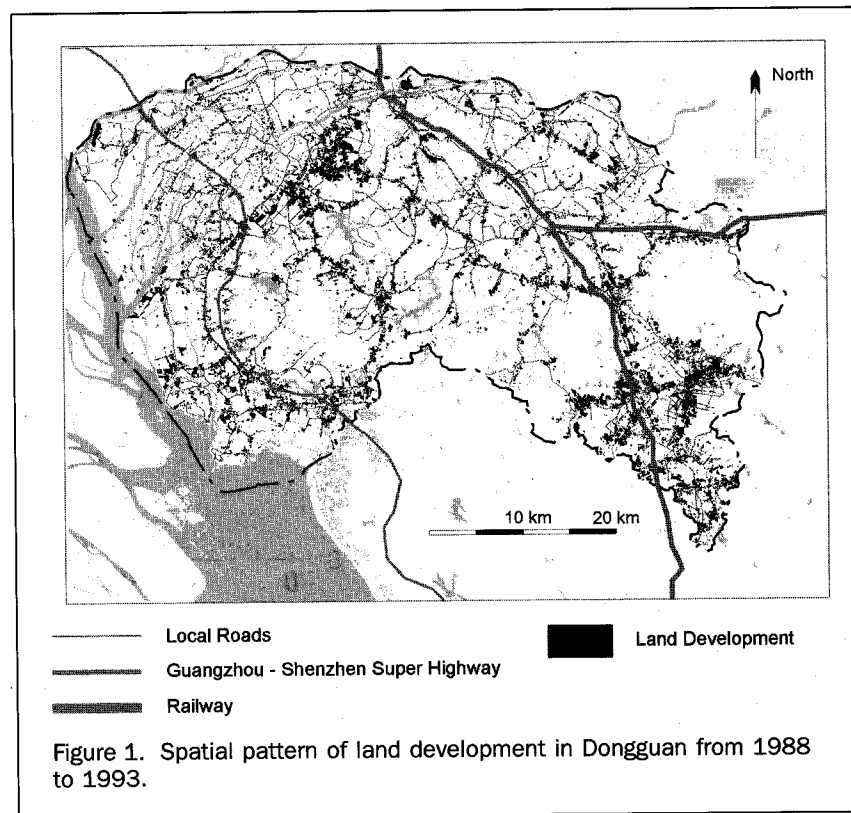 North
10 km 20 km
Local Roads
Land Development
Guangzhou - Shenzhen Super Highway
Railway
Figure 1. Spatial pattern of land development in Dongguan from 1988
to 1993.